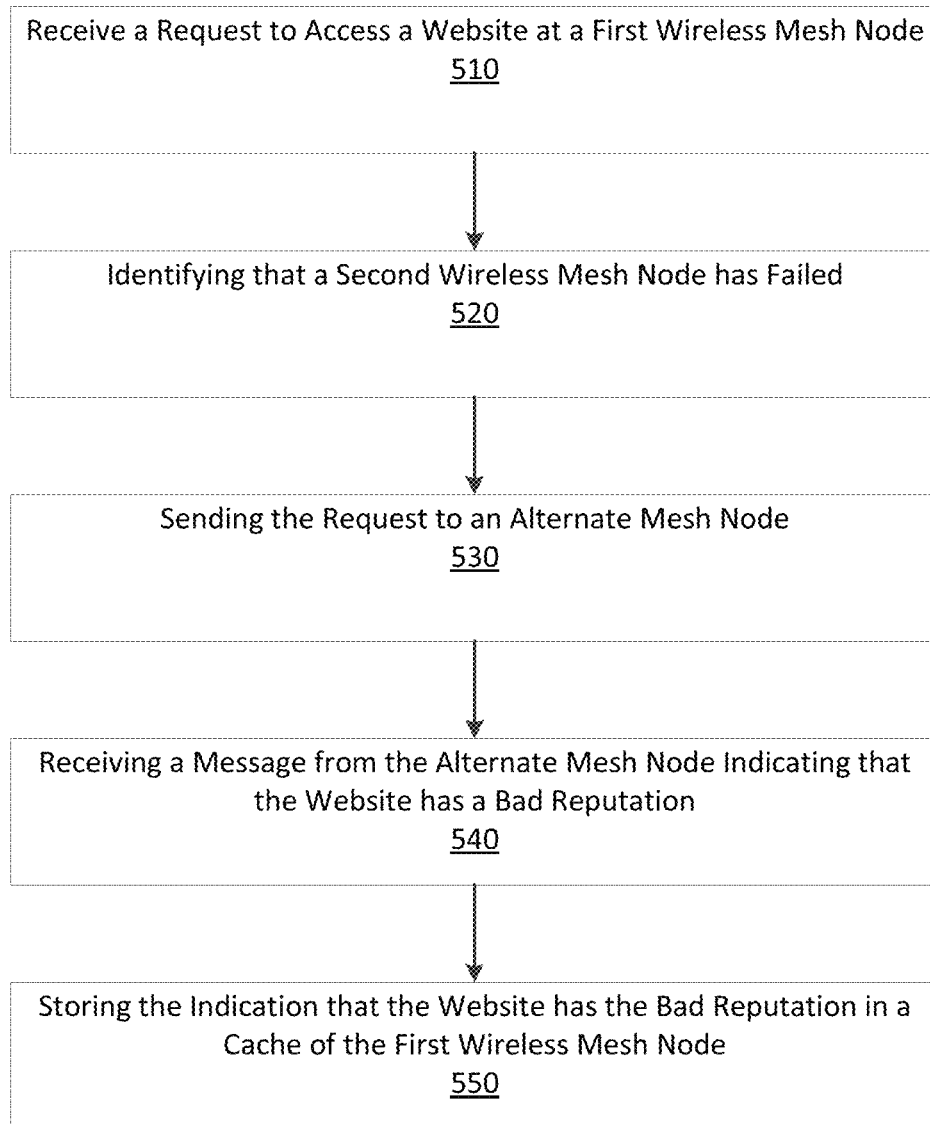 Receive a Request to Access a Website at a First Wireless Mesh Node
510
Identifying that a Second Wireless Mesh Node has Failed
520
Sending the Request to an Alternate Mesh Node
530
Receiving a Message from the Alternate Mesh Node Indicating that
the Website has a Bad Reputation
540
Storing the Indication that the Website has the Bad Reputation in a
Cache of the First Wireless Mesh Node
550